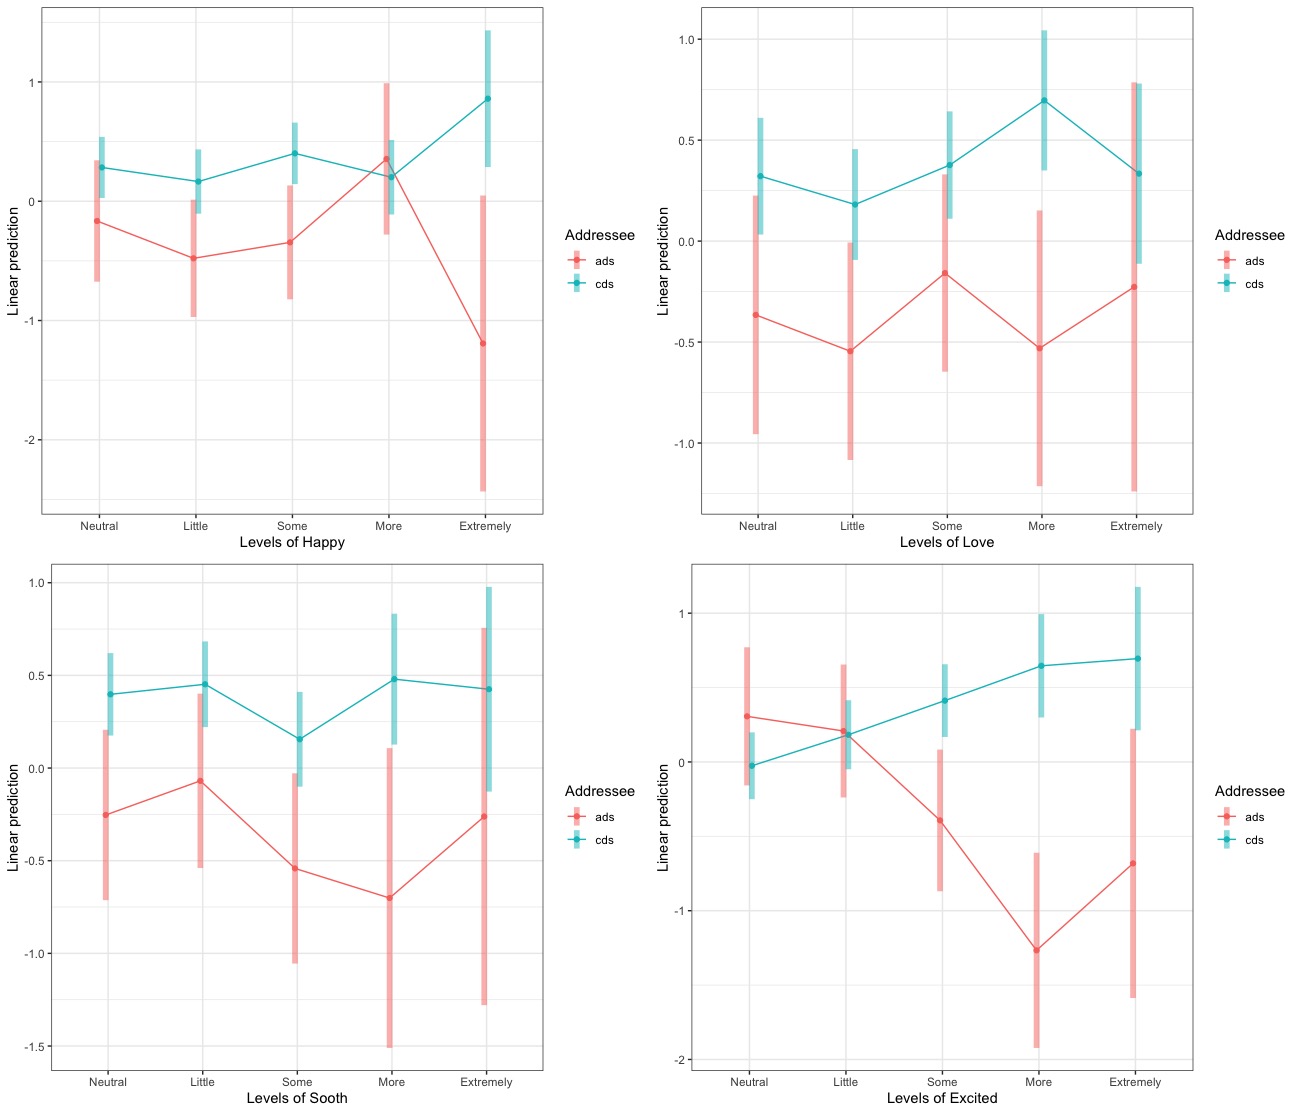 1
0
-1
-2
Linear prediction
Neutral Little Some More Extremely
Levels of Happy
Addressee
ads
cds
1.0
0.5
0.0
-0.5
-1.0
Linear prediction
Neutral Little Some More Extremely
Levels of Love
Addressee
ads
cds
1.0
0.5
0.0
-0.5
-1.0
-1.5
Linear prediction
Neutral Little Some More Extremely
Levels of Sooth
Addressee
ads
cds
1
0
-1
-2
Linear prediction
Neutral Little Some More Extremely
Levels of Excited
Addressee
ads
cds